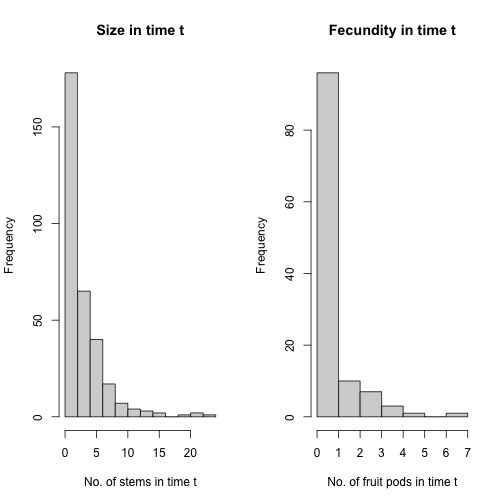 Size in time t
Frequency
0 50 100 150
0 5 10 15 20
No. of stems in time t
Fecundity in time t
Frequency
0 20 40 60 80
0 1 2 3 4 5 6 7
No. of fruit pods in time t